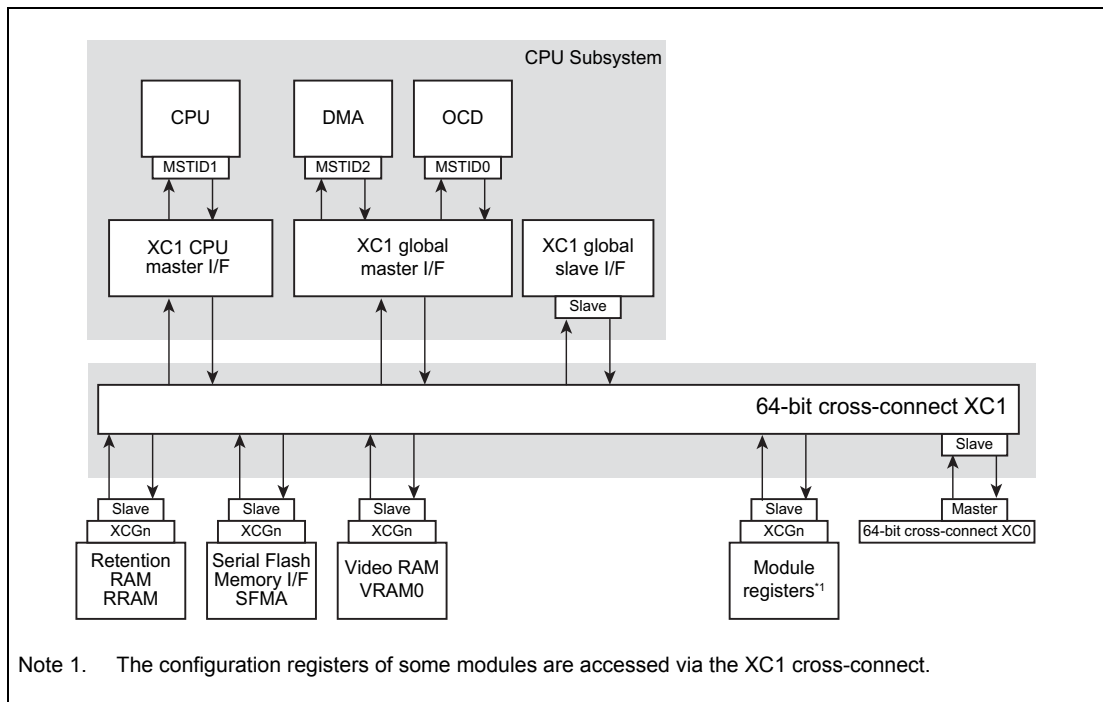 CPU Subsystem
CPU
DMA
OCD
MSTID1
MSTID2
MSTID0
XC1 CPU
master I/F
XC1 global
master I/F
XC1 global
slave I/F
Slave
64-bit cross-connect XC1
Slave
Slave
Slave
Slave
Slave
Master
XCGn
XCGn
XCGn
XCGn
64-bit cross-connect XC0
Retention
RAM
RRAM
Serial Flash
Memory I/F
SFMA
Video RAM
VRAM0
Module
registers*1
Note 1. The configuration registers of some modules are accessed via the XC1 cross-connect.